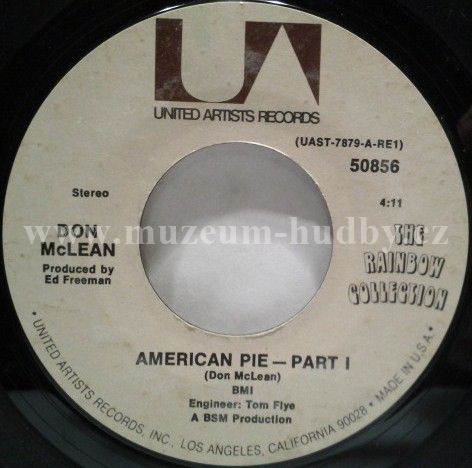 UA
UNITED ARTISTS RECORDS
(UAST-7879-A-RE1)
50856
Stereo
4:11
DON
McLEAN
Produced by
Ed Freeman
THE
RAINBOW
COLLECTION
www.muzeum-hudby.cz
AMERICAN PIE — PART I
(Don McLean)
BMI
Engineer: Tom Flye
A BSM Production
• UNITED ARTISTS RECORDS, INC. LOS ANGELES, CALIFORNIA 90028 • MADE IN U.S.A. •